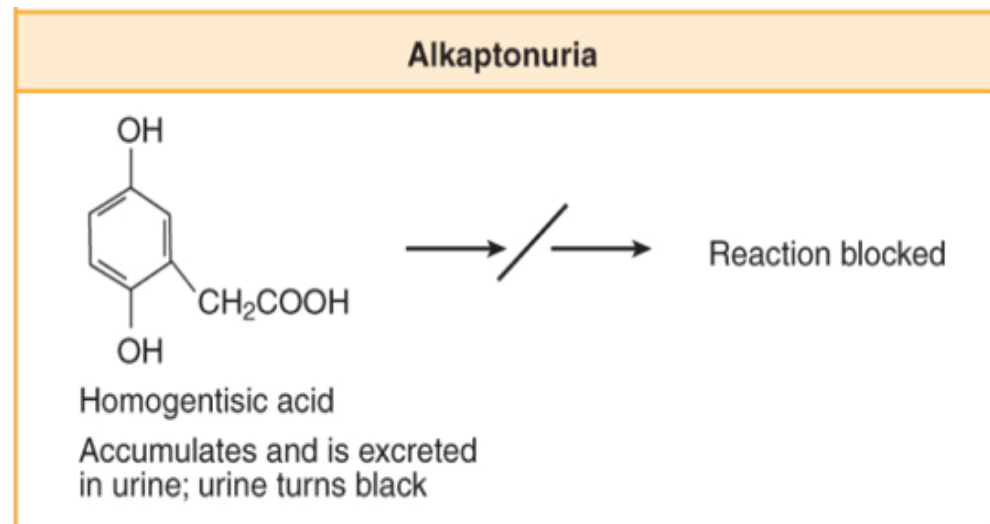 Alkaptonuria
OH
CH₂COOH
OH
Reaction blocked
Homogentisic acid
Accumulates and is excreted
in urine; urine turns black